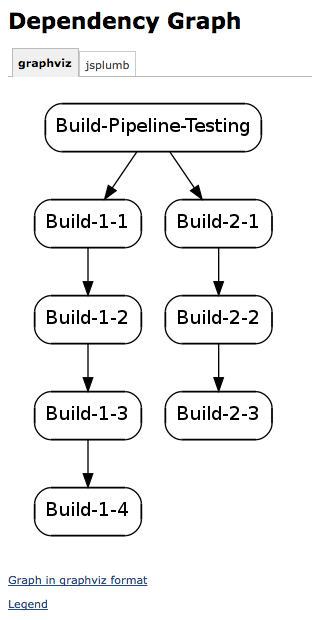 Dependency Graph
graphviz
jsplumb
Build-Pipeline-Testing
Build-1-1
Build-2-1
Build-1-2
Build-2-2
Build-1-3
Build-2-3
Build-1-4
Graph in graphviz format
Legend